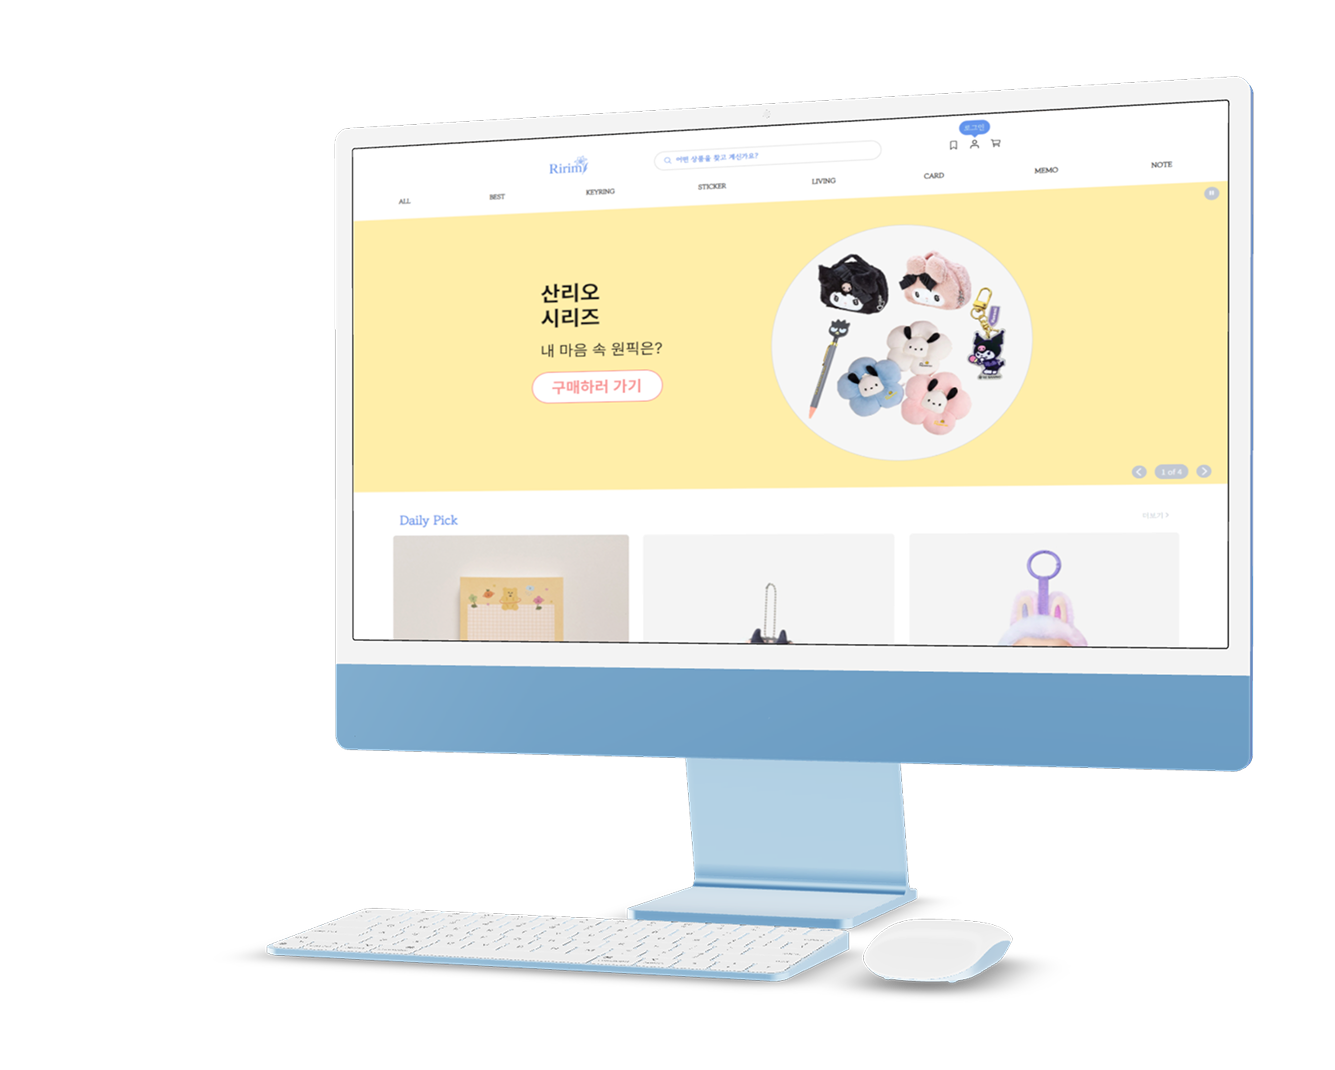 로그인
Ririm
어떤 상품을 찾고 계신가요?
ALL
BEST
KEYRING
STICKER
LIVING
CARD
MEMO
NOTE
산리오
시리즈
내 마음 속 원픽은?
구매하러 가기
1 of 4
Daily Pick
더보기 >